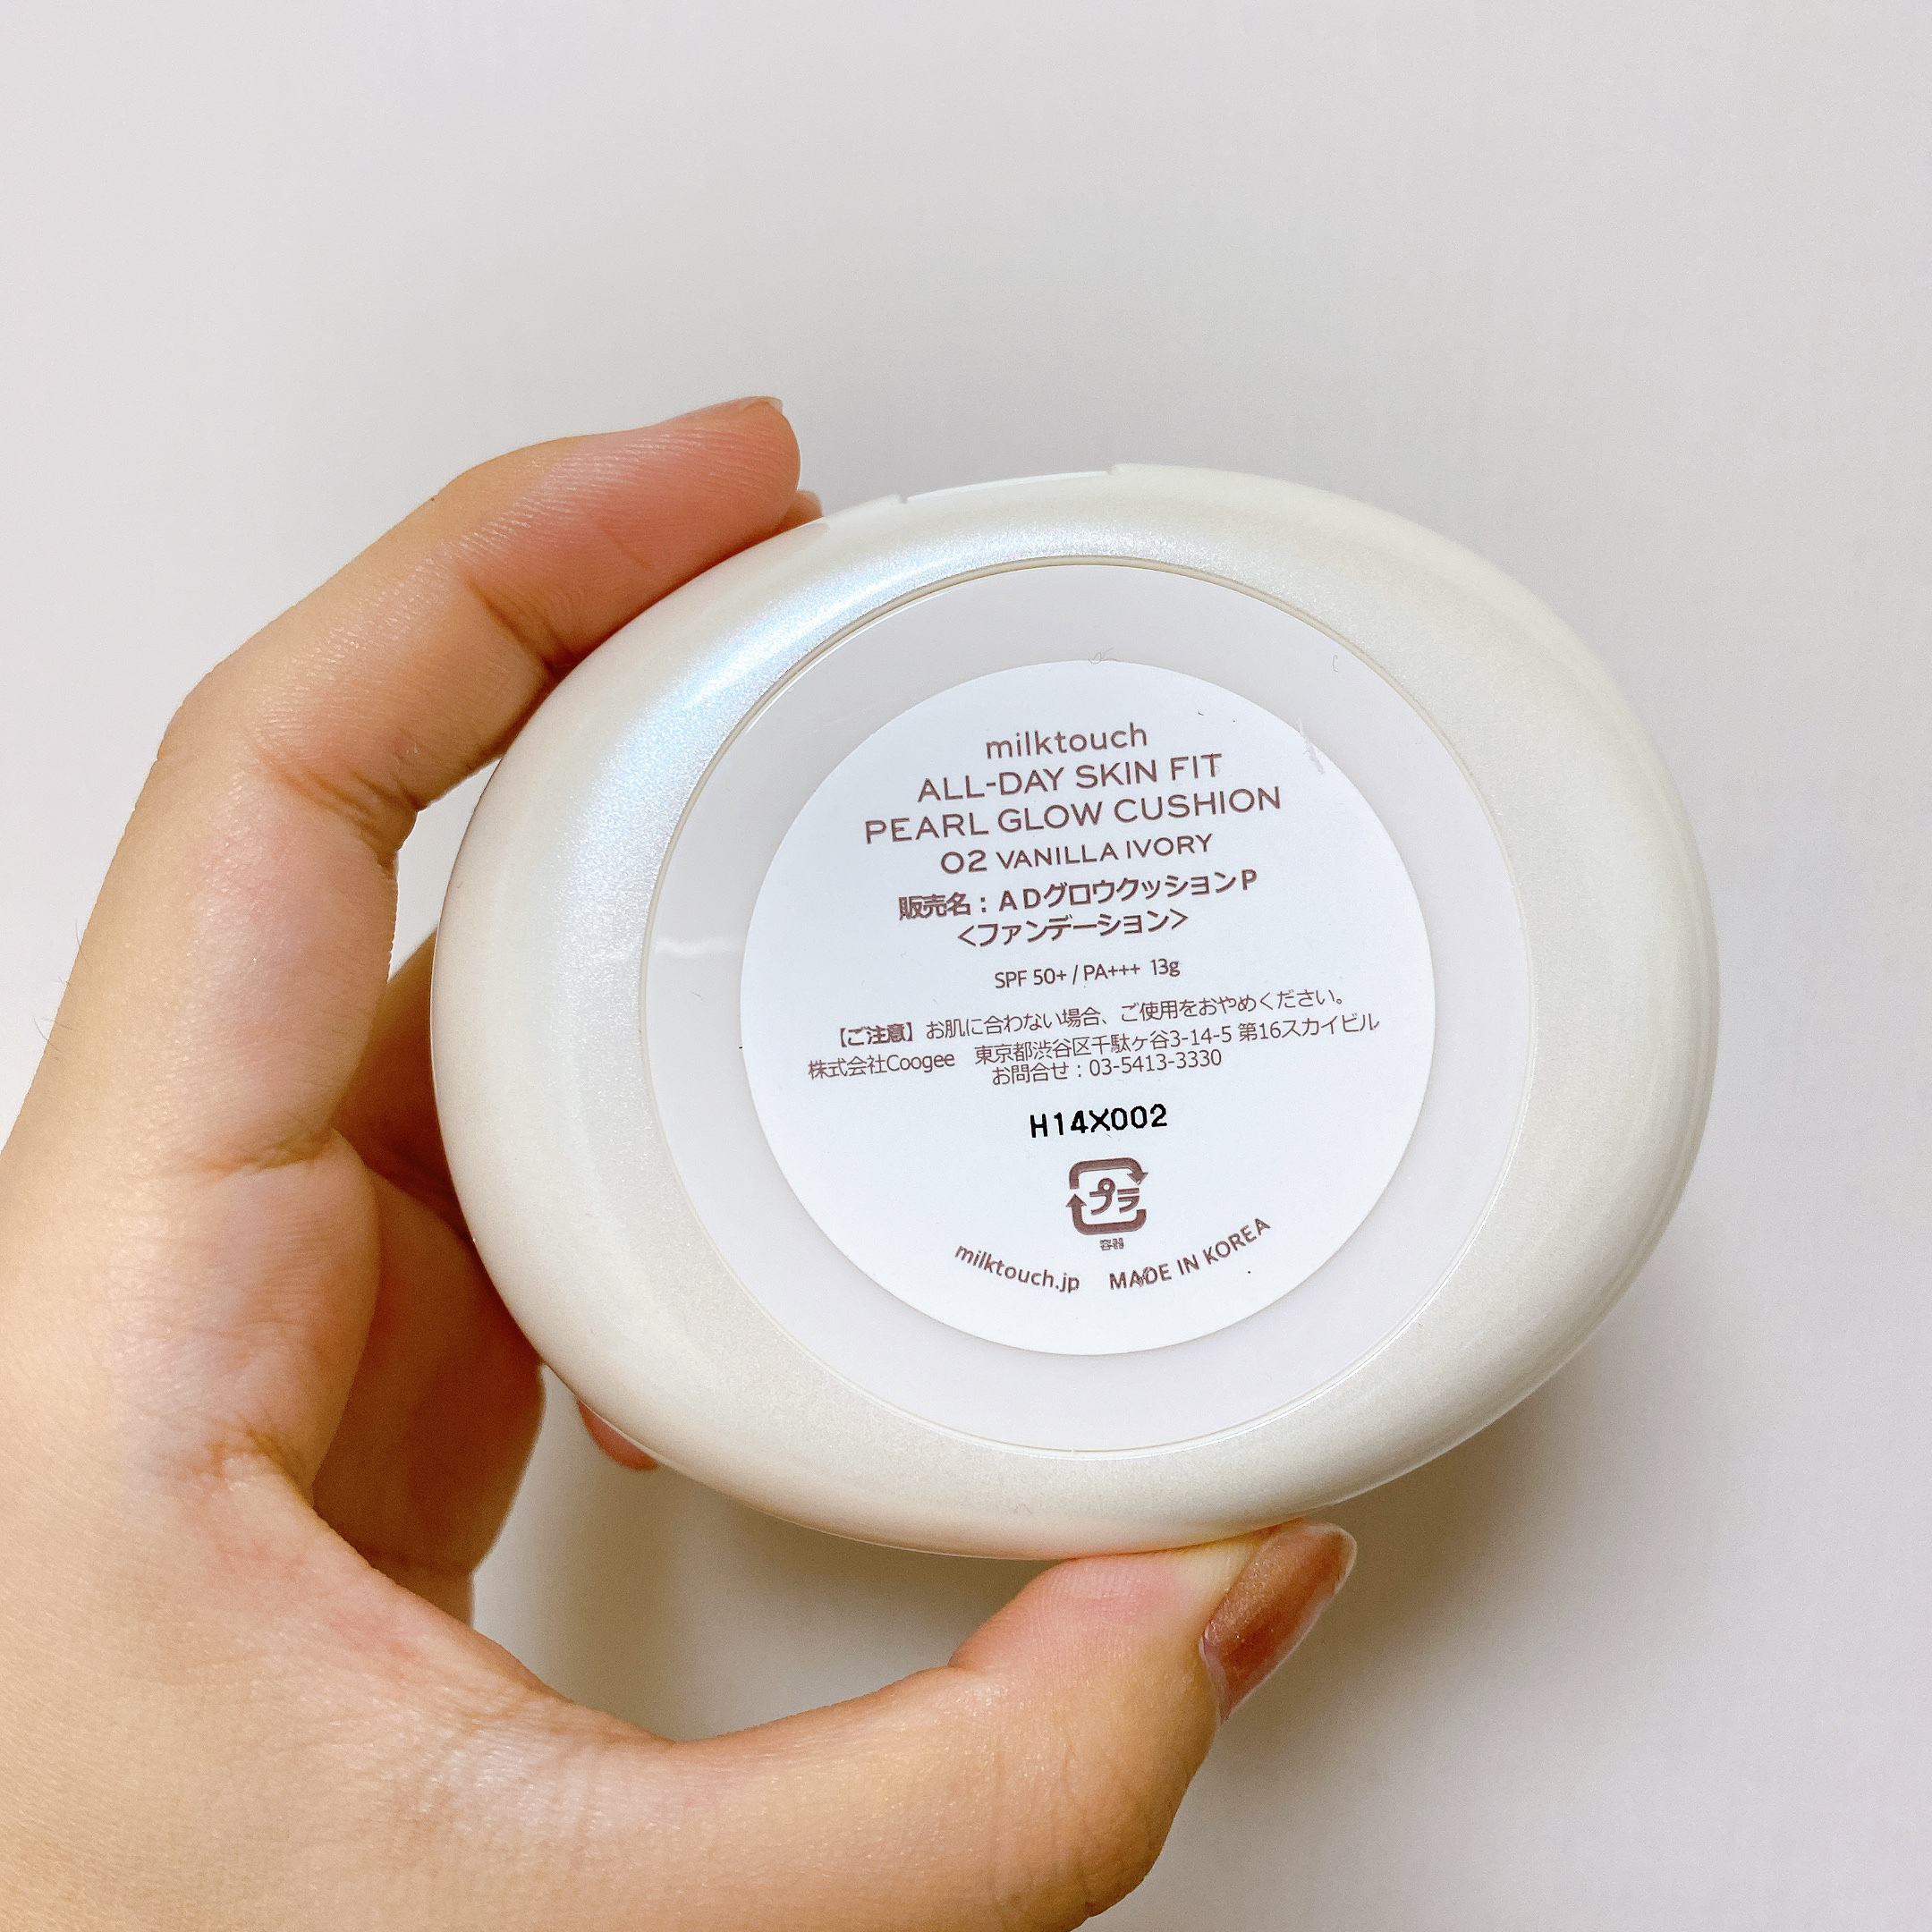 milktouch
ALL-DAY SKIN FIT
PEARL GLOW CUSHION
02 VANILLA IVORY
販売名：ADグロウクッションP
<ファンデーション>
SPF 50+ / PA+++ 13g
【ご注意】お肌に合わない場合、ご使用をおやめください。
株式会社Coogee 東京都渋谷区千駄ヶ谷3-14-5 第16スカイビル
お問合せ：03-5413-3330
H14X002
プラ
容器
milktouch.jp MADE IN KOREA